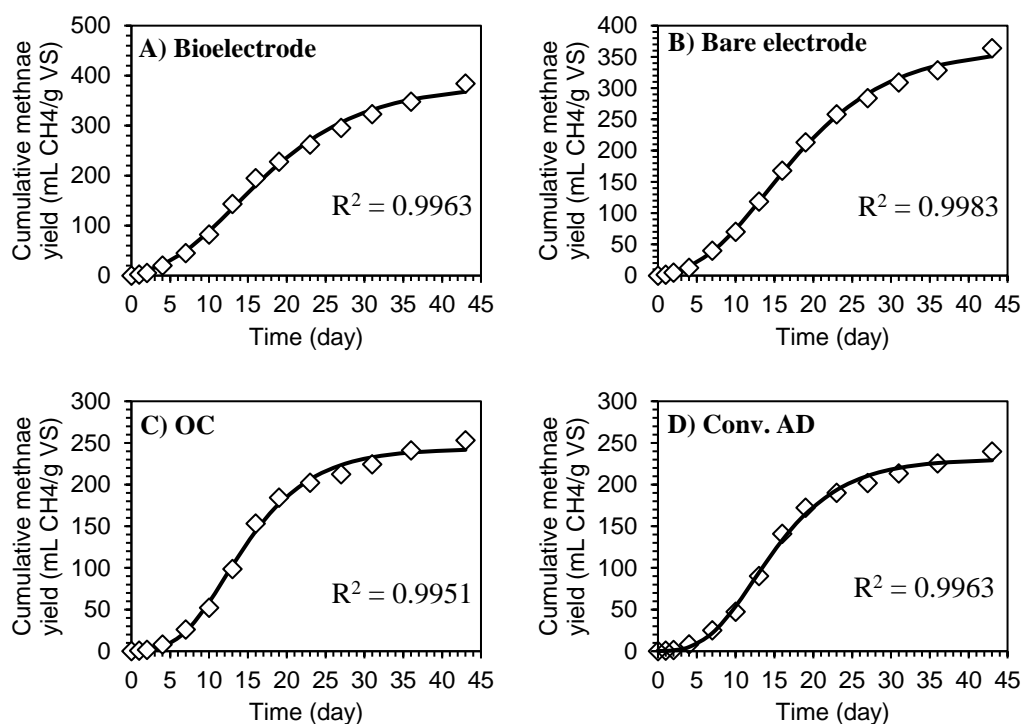 A) Bioelectrode
Cumulative methnae
yield (mL CH4/g VS)
500
400
300
200
100
0
R² = 0.9963
0 5 10 15 20 25 30 35 40 45
Time (day)
B) Bare electrode
Cumulative methnae
yield (mL CH4/g VS)
400
350
300
250
200
150
100
50
0
R² = 0.9983
0 5 10 15 20 25 30 35 40 45
Time (day)
C) OC
Cumulative methnae
yield (mL CH4/g VS)
300
250
200
150
100
50
0
R² = 0.9951
0 5 10 15 20 25 30 35 40 45
Time (day)
D) Conv. AD
Cumulative methnae
yield (mL CH4/g VS)
300
250
200
150
100
50
0
R² = 0.9963
0 5 10 15 20 25 30 35 40 45
Time (day)